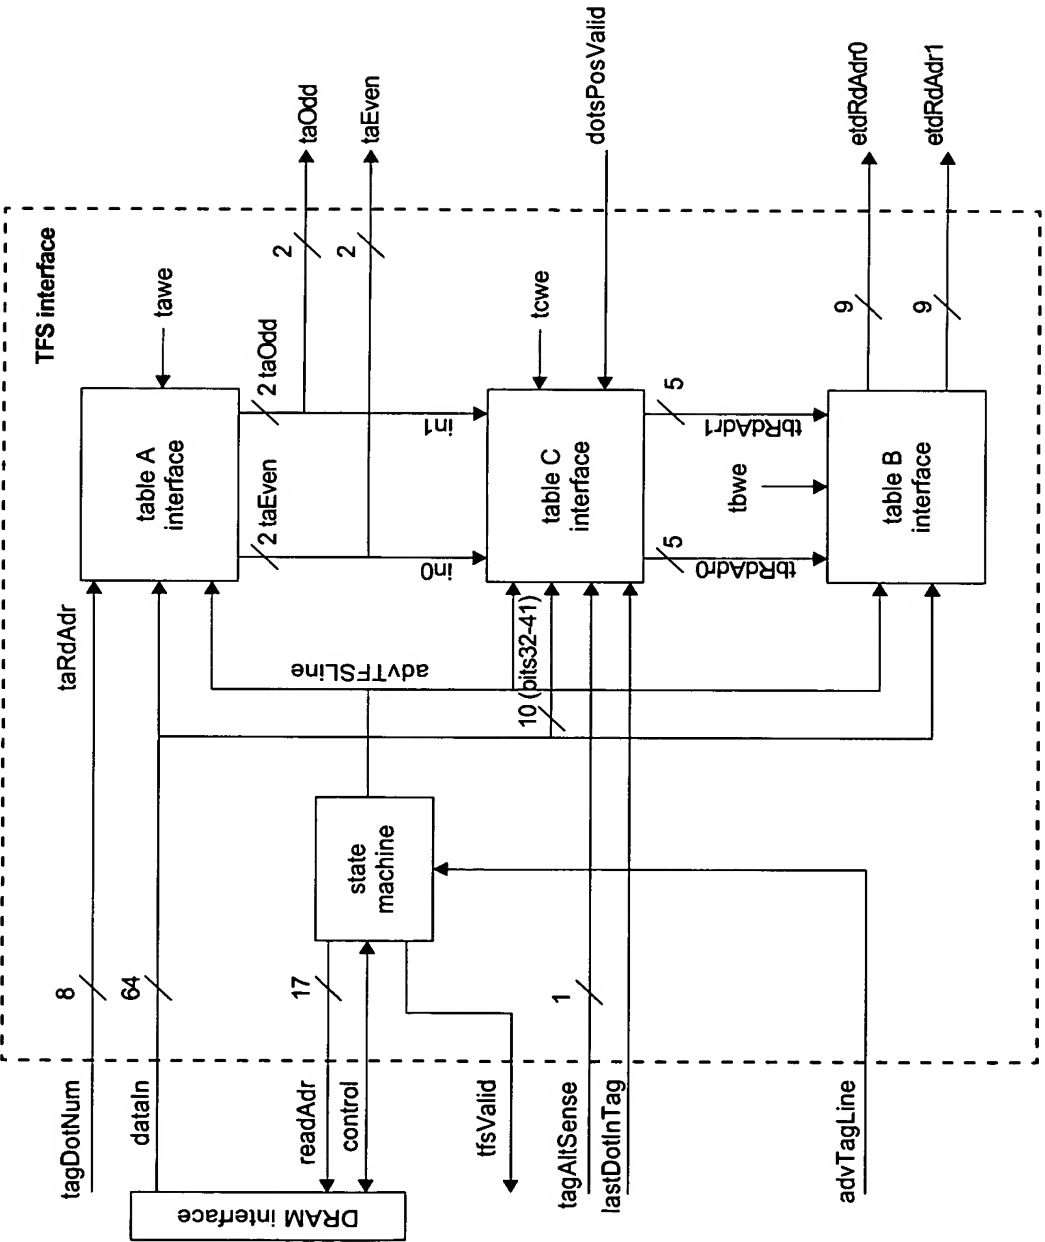 TFS interface
tagDotNum
8
taRdAdr
dataIn
64
DRAM interface
readAdr
17
control
tfsValid
state
machine
advTFSLine
10 (bits32-41)
tagAltSense
1
lastDotInTag
advTagLine
table A
interface
tawe
2 taEven
2 taOdd
2
taOdd
2
taEven
in0
in1
table C
interface
tcwe
dotsPosValid
5
tbRdAdr0
5
tbRdAdr1
tbwe
table B
interface
9
etdRdAdr0
9
etdRdAdr1